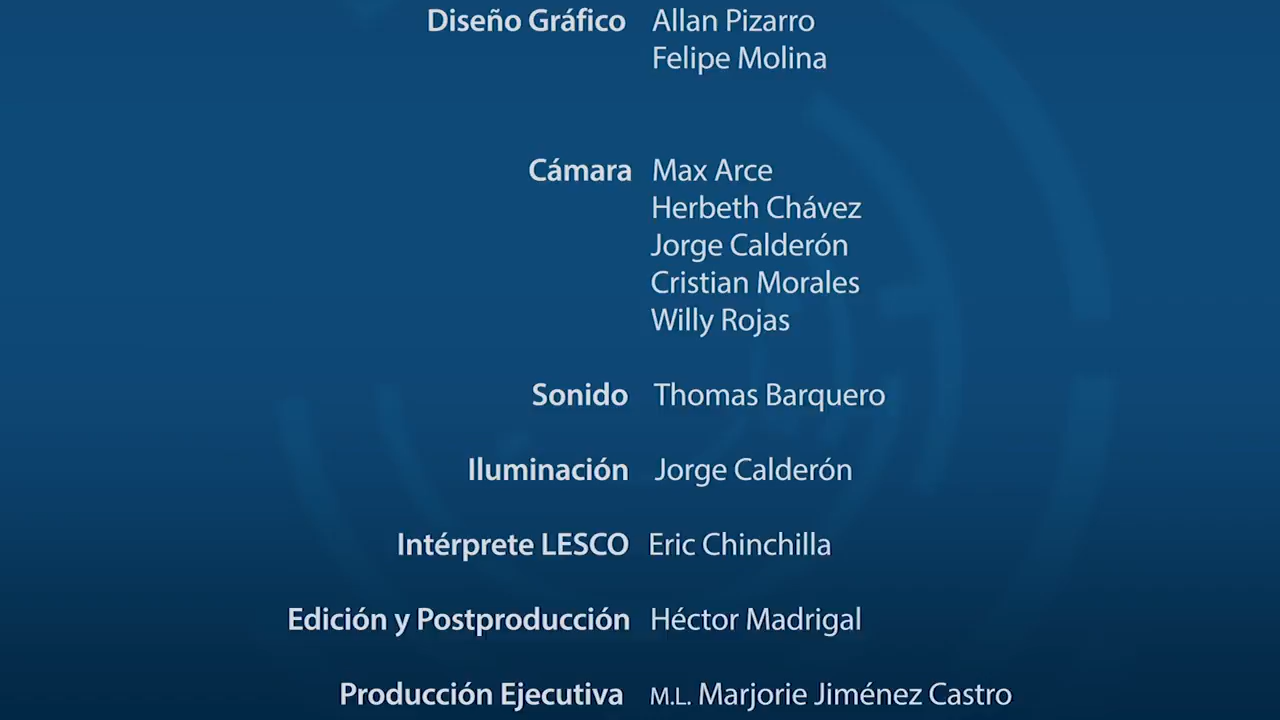 Diseño Gráfico Allan Pizarro
Felipe Molina
Cámara Max Arce
Herbeth Chávez
Jorge Calderón
Cristian Morales
Willy Rojas
Sonido Thomas Barquero
Iluminación Jorge Calderón
Intérprete LESCO Eric Chinchilla
Edición y Postproducción Héctor Madrigal
Producción Ejecutiva M.L. Marjorie Jiménez Castro